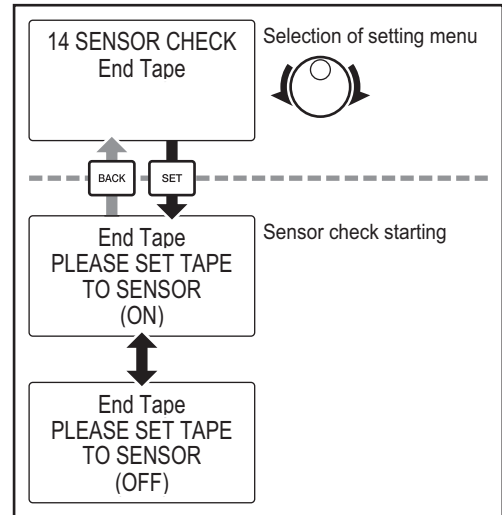 14 SENSOR CHECK
End Tape
Selection of setting menu
BACK
SET
End Tape
PLEASE SET TAPE
TO SENSOR
(ON)
Sensor check starting
End Tape
PLEASE SET TAPE
TO SENSOR
(OFF)